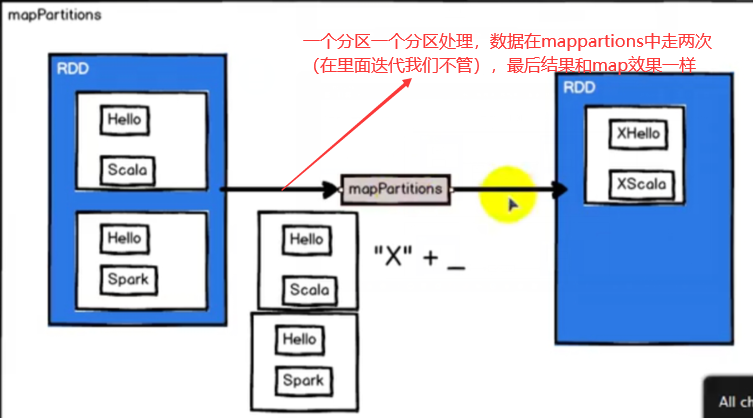 mapPartitions
一个分区一个分区处理，数据在mappartions中走两次
（在里面迭代我们不管），最后结果和map效果一样
RDD
Hello
Scala
Hello
Spark
mapPartitions
Hello
Scala
Hello
Spark
"X" + _
RDD
XHello
XScala
All ch